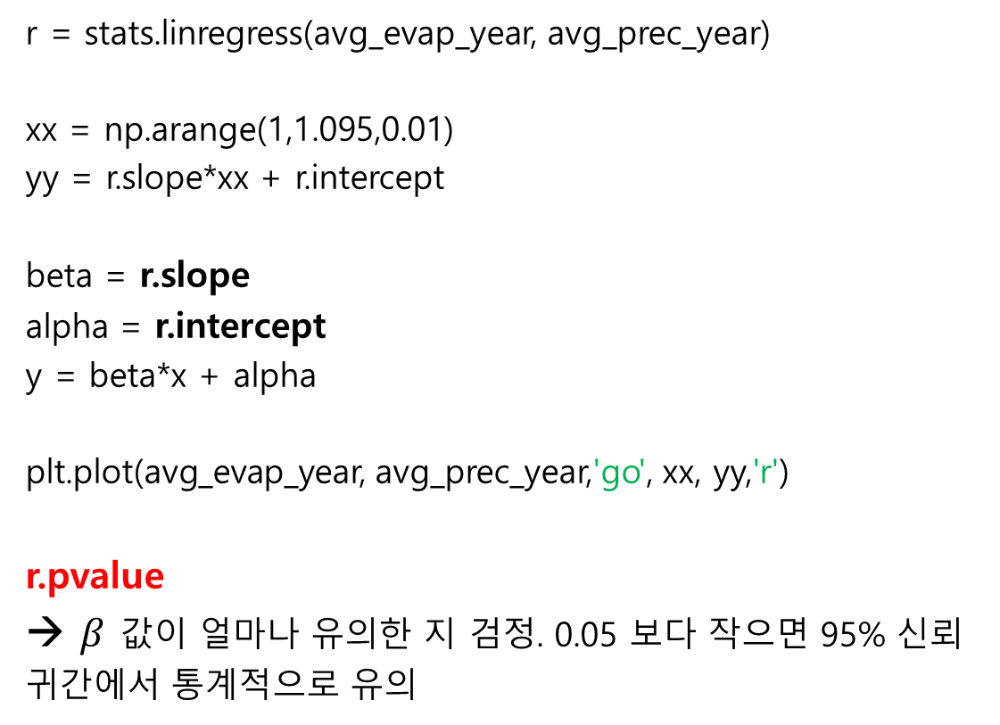 r = stats.linregress(avg_evap_year, avg_prec_year)
xx = np.arange(1,1.095,0.01)
yy = r.slope*xx + r.intercept
beta = r.slope
alpha = r.intercept
y = beta*x + alpha
plt.plot(avg_evap_year, avg_prec_year,'go', xx, yy,'r')
r.pvalue
→ β 값이 얼마나 유의한 지 검정. 0.05 보다 작으면 95% 신뢰
귀간에서 통계적으로 유의